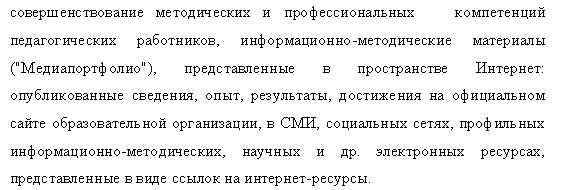 совершенствование методических и профессиональных компетенций
педагогических работников, информационно-методические материалы
("Медиапортфолио"), представленные в пространстве Интернет:
опубликованные сведения, опыт, результаты, достижения на официальном
сайте образовательной организации, в СМИ, социальных сетях, профильных
информационно-методических, научных и др. электронных ресурсах,
представленные в виде ссылок на интернет-ресурсы.